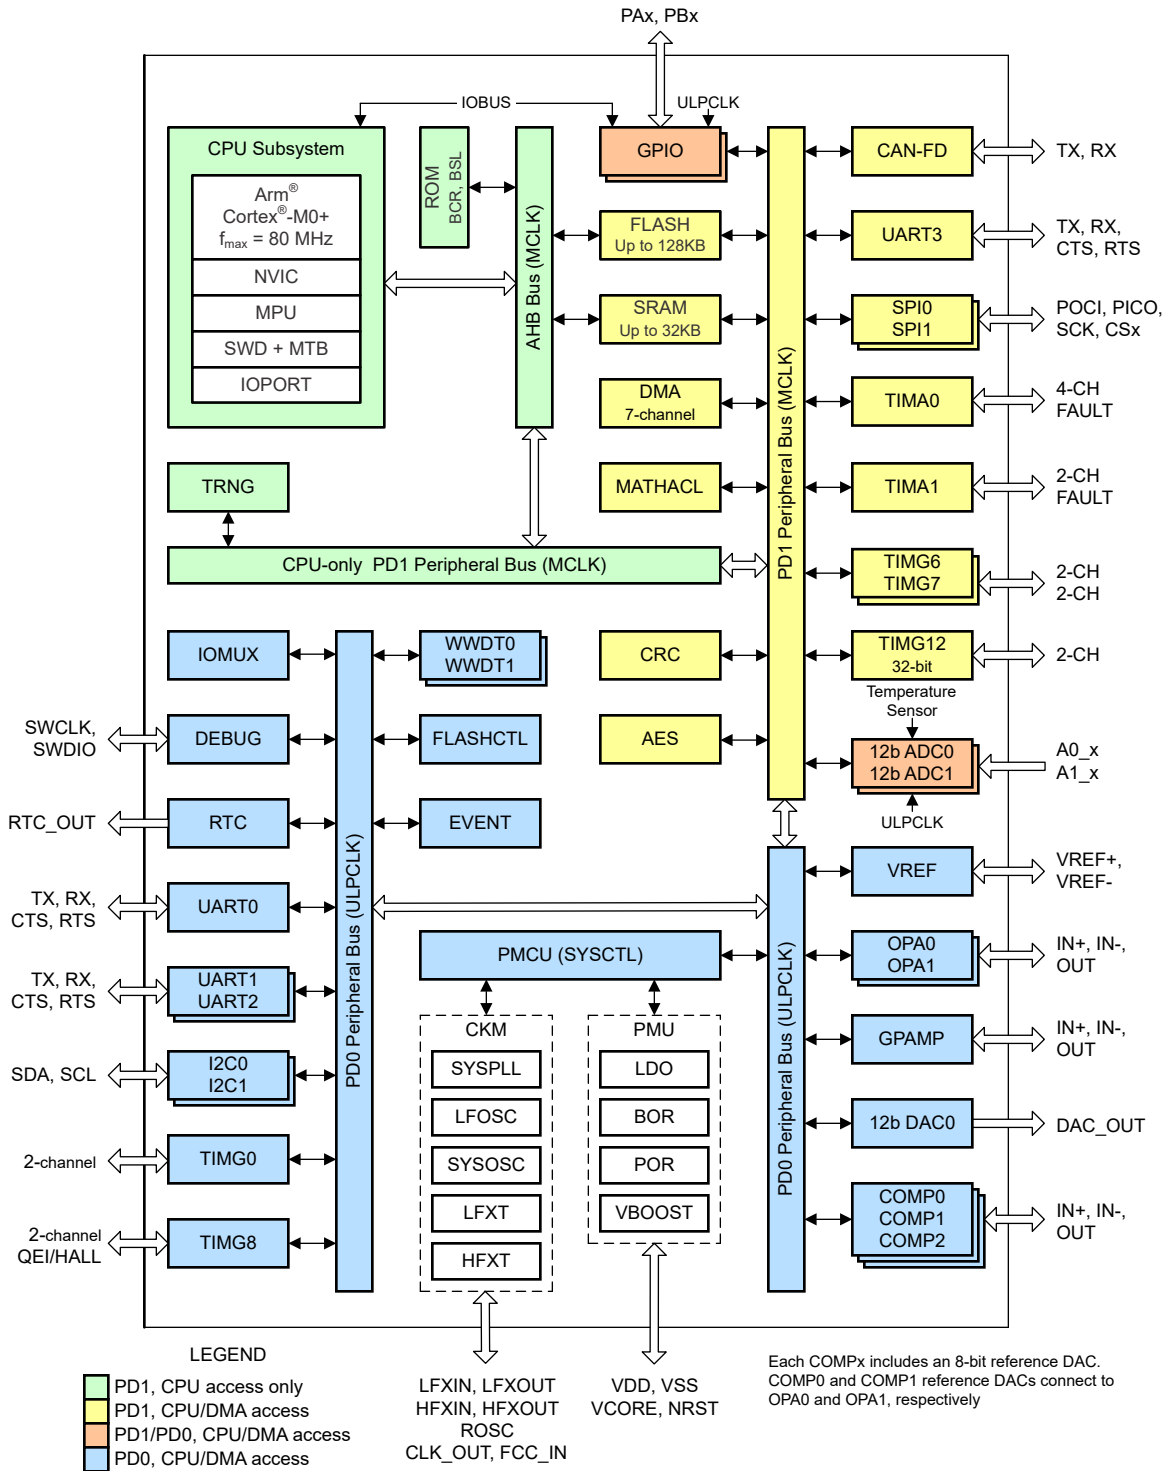 PAx, PBx
IOBUS
ULPCLK
CPU Subsystem
Arm®
Cortex®-M0+
fmax = 80 MHz
NVIC
MPU
SWD + MTB
IOPORT
ROM
BCR, BSL
AHB Bus (MCLK)
GPIO
FLASH
Up to 128KB
SRAM
Up to 32KB
DMA
7-channel
MATHACL
PD1 Peripheral Bus (MCLK)
CAN-FD
TX, RX
UART3
TX, RX,
CTS, RTS
SPI0
SPI1
POCI, PICO,
SCK, CSx
TIMA0
4-CH
FAULT
TIMA1
2-CH
FAULT
TIMG6
TIMG7
2-CH
2-CH
TIMG12
32-bit
2-CH
Temperature
Sensor
12b ADC0
12b ADC1
A0_x
A1_x
ULPCLK
TRNG
CPU-only PD1 Peripheral Bus (MCLK)
CRC
AES
IOMUX
SWCLK,
SWDIO
DEBUG
RTC_OUT
RTC
TX, RX,
CTS, RTS
UART0
TX, RX,
CTS, RTS
UART1
UART2
SDA, SCL
I2C0
I2C1
2-channel
TIMG0
2-channel
QEI/HALL
TIMG8
PD0 Peripheral Bus (ULPCLK)
WWDT0
WWDT1
FLASHCTL
EVENT
PMCU (SYSCTL)
CKM
SYSPLL
LFOSC
SYSOSC
LFXT
HFXT
PMU
LDO
BOR
POR
VBOOST
PD0 Peripheral Bus (ULPCLK)
VREF
VREF+,
VREF-
OPA0
OPA1
IN+, IN-,
OUT
GPAMP
IN+, IN-,
OUT
12b DAC0
DAC_OUT
COMP0
COMP1
COMP2
IN+, IN-,
OUT
LEGEND
PD1, CPU access only
PD1, CPU/DMA access
PD1/PD0, CPU/DMA access
PD0, CPU/DMA access
LFXIN, LFXOUT
HFXIN, HFXOUT
ROSC
CLK_OUT, FCC_IN
VDD, VSS
VCORE, NRST
Each COMPx includes an 8-bit reference DAC.
COMP0 and COMP1 reference DACs connect to
OPA0 and OPA1, respectively